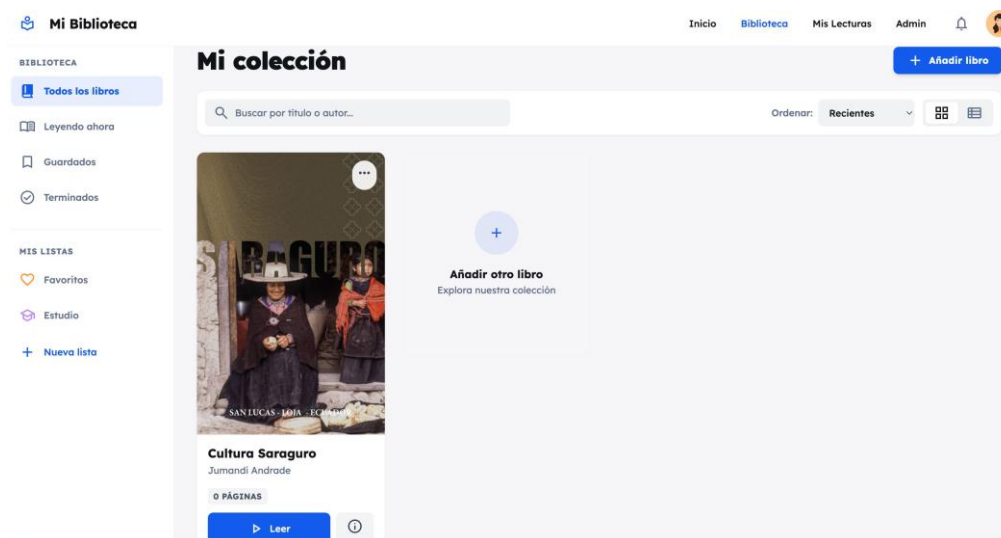 Mi Biblioteca
Inicio
Biblioteca
Mis Lecturas
Admin
BIBLIOTECA
Todos los libros
Leyendo ahora
Guardados
Terminados
MIS LISTAS
Favoritos
Estudio
+ Nueva lista
Mi colección
+ Añadir libro
Buscar por título o autor...
Ordenar:
Recientes
SARAGURO
SAN LUCAS - LOJA - ECUADOR
Cultura Saraguro
Jumandi Andrade
0 PÁGINAS
Leer
+
Añadir otro libro
Explora nuestra colección